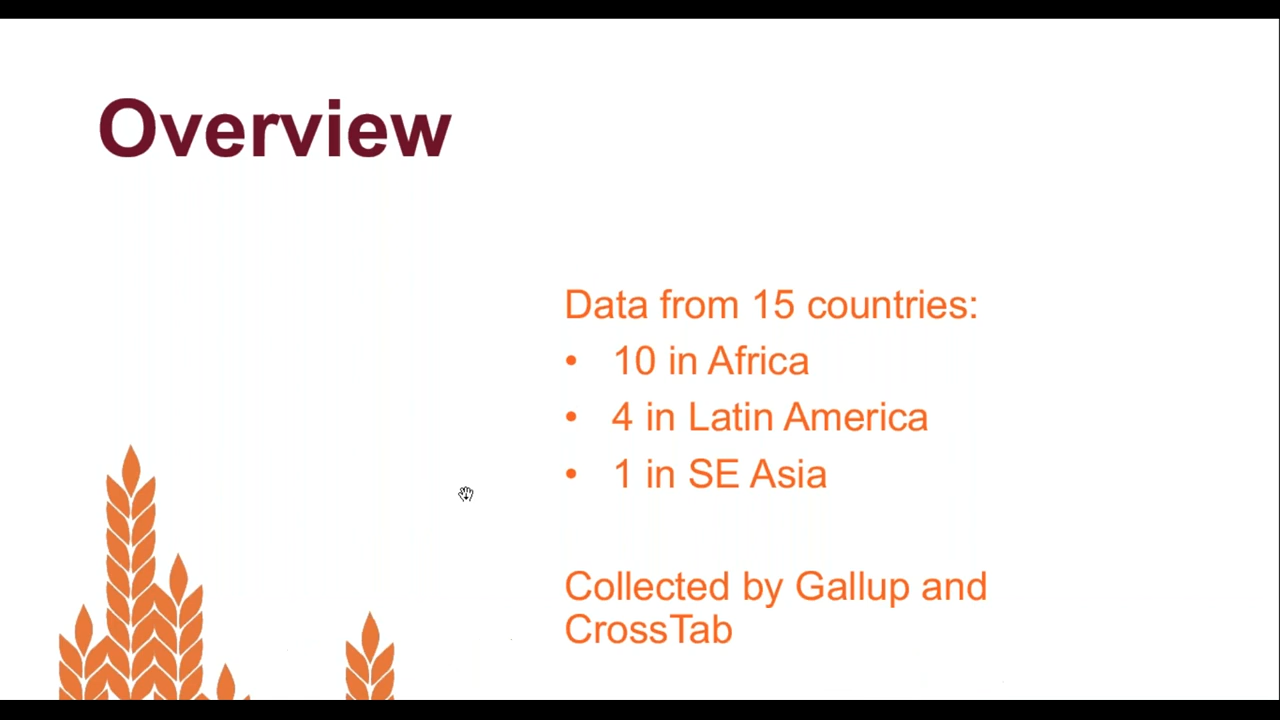 Overview
Data from 15 countries:
• 10 in Africa
• 4 in Latin America
• 1 in SE Asia
Collected by Gallup and
CrossTab